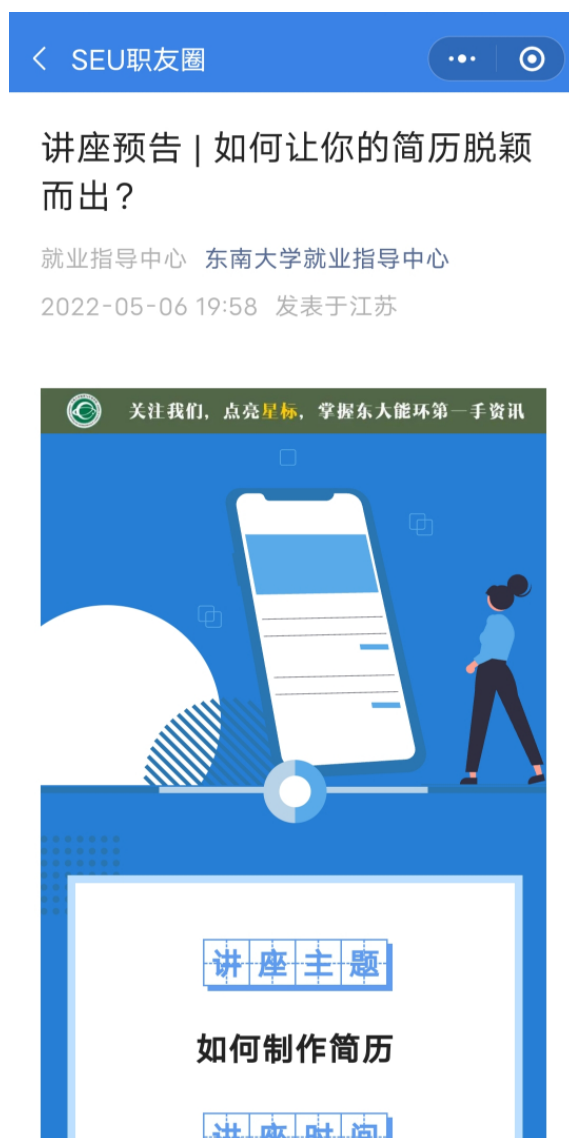 SEU职友圈
讲座预告 | 如何让你的简历脱颖
而出?
就业指导中心 东南大学就业指导中心
2022-05-06 19:58 发表于江苏
关注我们，点亮星标，掌握东大能环第一手资讯
讲座主题
如何制作简历
讲座时间